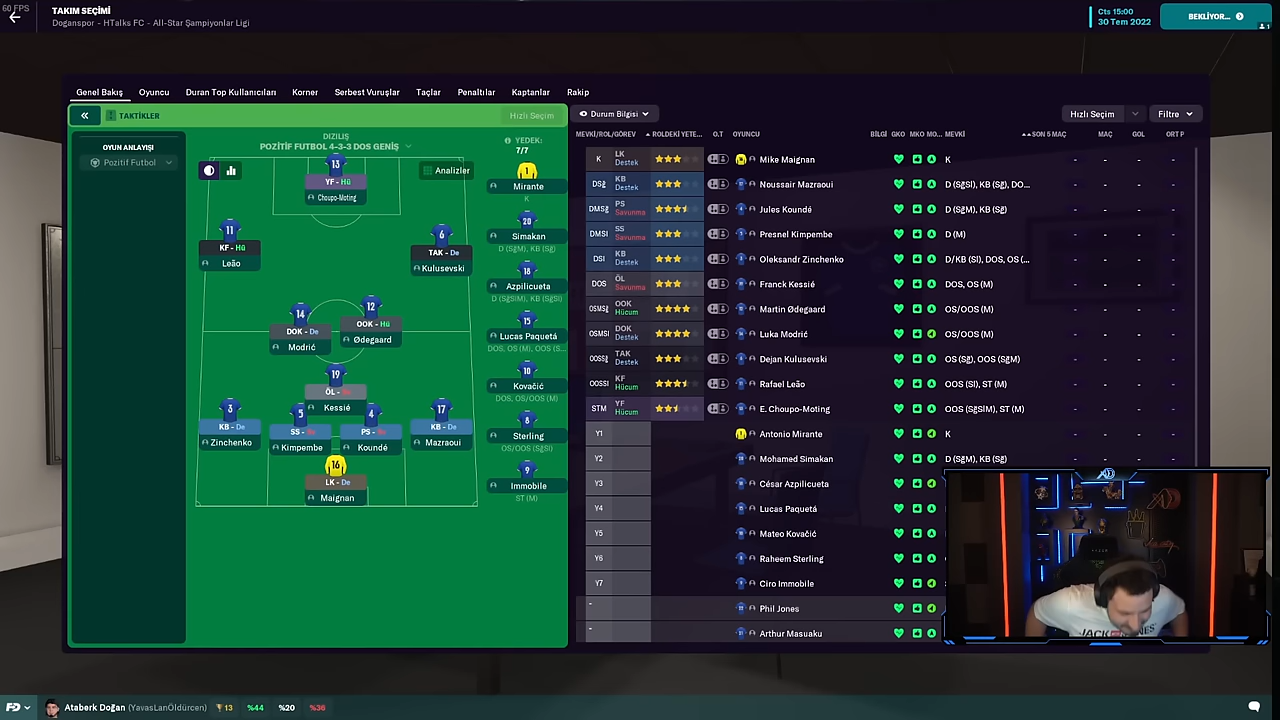 60 FPS
TAKIM SEÇİMİ
Doganspor - HTalks FC - All-Star Şampiyonlar Ligi
Cts 15:00
30 Tem 2022
BEKLİYOR...
1
Genel Bakış Oyuncu Duran Top Kullanıcıları Korner Serbest Vuruşlar Taçlar Penaltılar Kaptanlar Rakip
TAKTİKLER
Hızlı Seçim
OYUN ANLAYIŞI
Pozitif Futbol
DIZILIŞ
POZİTİF FUTBOL 4-3-3 DOS GENİŞ
Analizler
13
YF - Hü
Choupo-Moting
11
KF - Hü
Leão
6
TAK - De
Kulusevski
14
DOK - De
Modrić
12
OOK - Hü
Ødegaard
19
ÖL -
Kessié
3
KB - De
Zinchenko
5
SS -
Kimpembe
4
PS -
Koundé
17
KB - De
Mazraoui
16
LK - De
Maignan
YEDEK:
7/7
1
Mirante
K
20
Simakan
D (SğM), KB (Sğ)
18
Azpilicueta
D (SğSlM), KB (SğSl)
15
Lucas Paquetá
DOS, OS (M), OOS (S...
10
Kovačić
DOS, OS/OOS (M)
8
Sterling
OS/OOS (SğSl)
9
Immobile
ST (M)
Durum Bilgisi
Hızlı Seçim
Filtre
MEVKİ/ROL/GÖREV ROLDEKİ YETE... O.T OYUNCU BİLGİ GKO MKO MO... MEVKİ SON 5 MAÇ MAÇ GOL ORT P
K LK Destek Mike Maignan K - - - -
DSğ KB Destek Noussair Mazraoui D (SğSl), KB (Sğ), DO... - - - -
DMSğ PS Savunma Jules Koundé D (SğM), KB (Sğ) - - - -
DMSl SS Savunma Presnel Kimpembe D (M) - - - -
DSl KB Destek Oleksandr Zinchenko D/KB (Sl), DOS, OS (... - - - -
DOS ÖL Savunma Franck Kessié DOS, OS (M) - - - -
OSMSğ OOK Hücum Martin Ødegaard OS/OOS (M) - - - -
OSMSl DOK Destek Luka Modrić OS/OOS (M) - - - -
OOSSğ TAK Destek Dejan Kulusevski OS (Sğ), OOS (SğM) - - - -
OOSSl KF Hücum Rafael Leão OOS (Sl), ST (M) - - - -
STM YF Hücum E. Choupo-Moting OOS (SğSlM), ST (M) - - - -
Y1 Antonio Mirante K - - - -
Y2 Mohamed Simakan D (SğM), KB (Sğ) - - - -
Y3 César Azpilicueta
Y4 Lucas Paquetá
Y5 Mateo Kovačić
Y6 Raheem Sterling
Y7 Ciro Immobile
- Phil Jones
- Arthur Masuaku
FD Ataberk Doğan (YavasLanÖldürcen) 13 %44 %20 %36